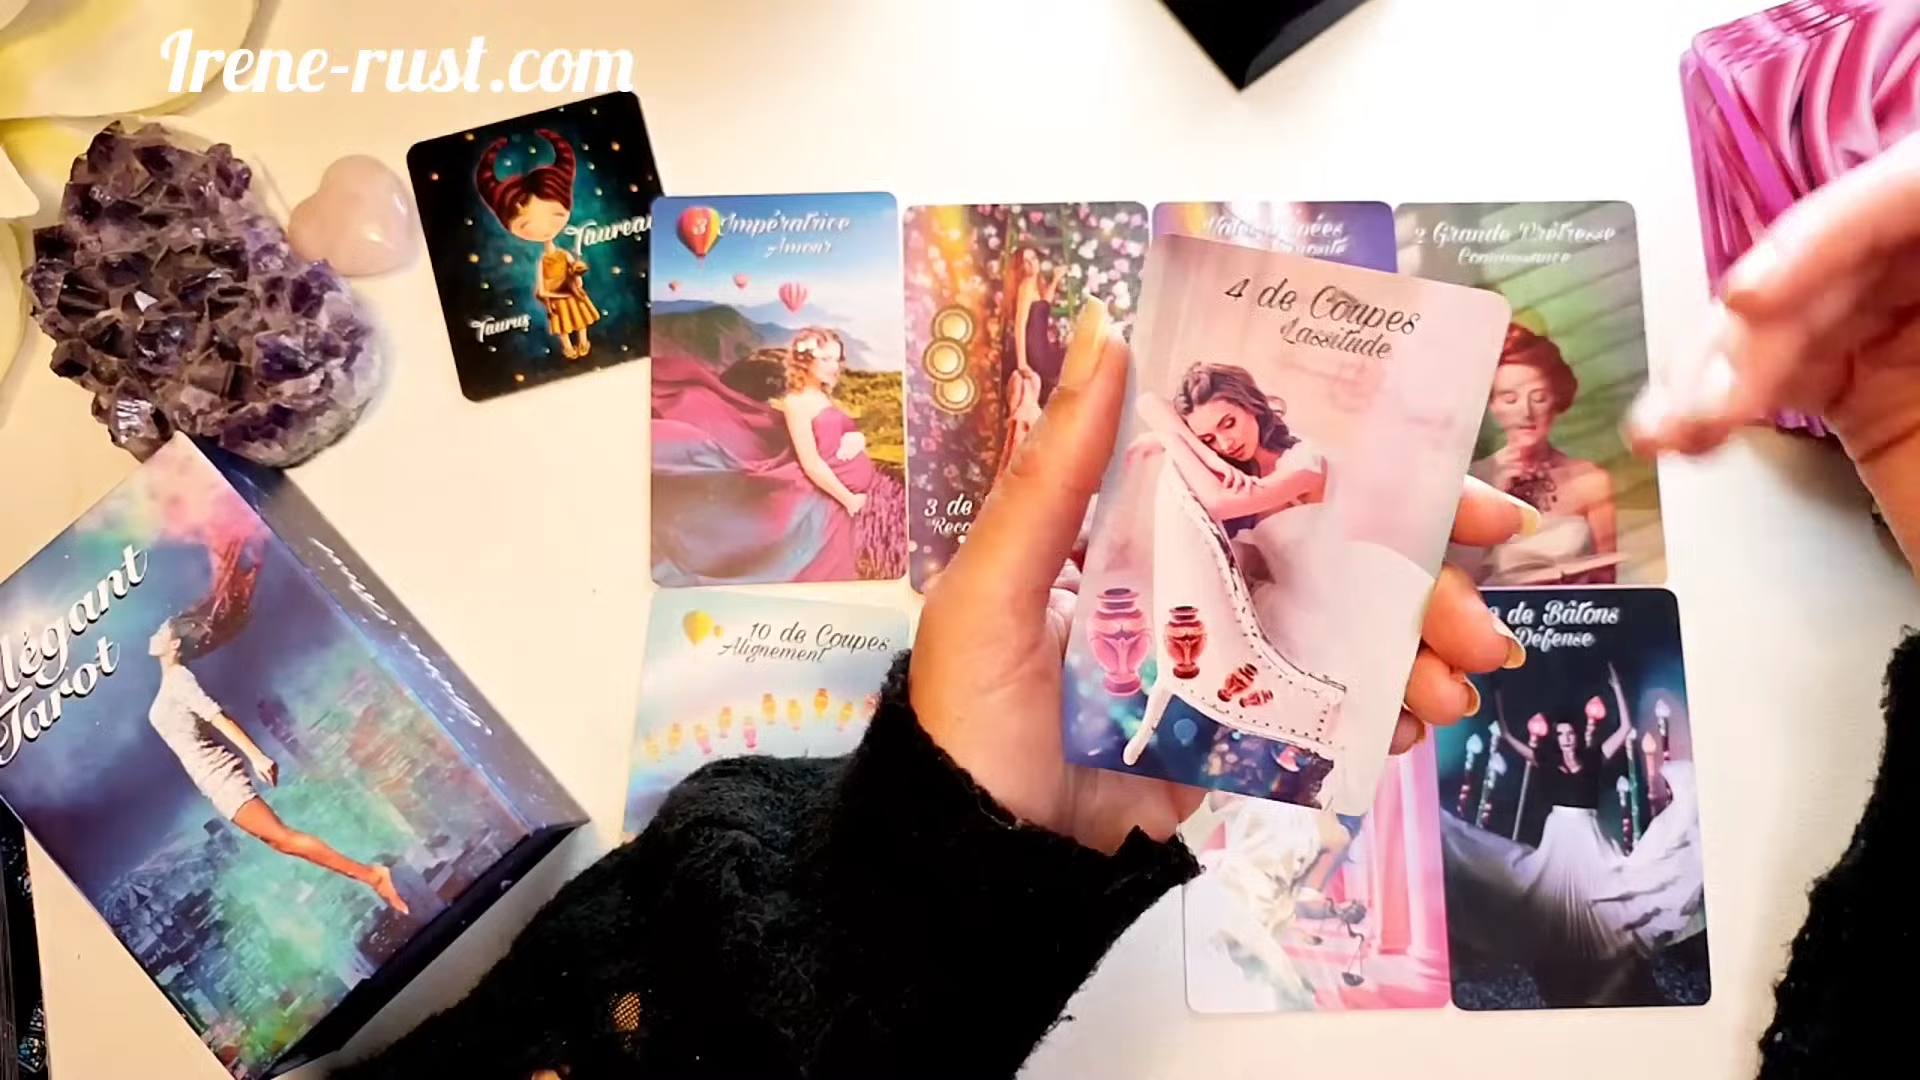 Irene-rust.com
Taureau
Taurus
3 Impératrice
Amour
2 Grande Prêtresse
Connaissance
4 de Coupes
Lassitude
3 de
10 de Coupes
Alignement
de Bâtons
Défense
Élégant
Tarot